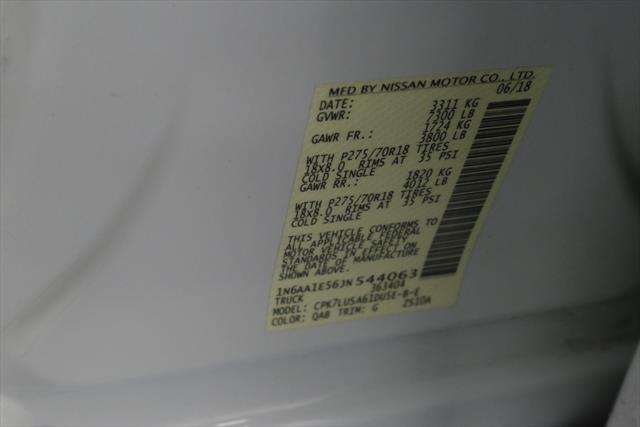 MFD BY NISSAN MOTOR CO., LTD.
DATE: 06/18
GVWR: 3311 KG
7300 LB
GAWR FR.: 1724 KG
3800 LB
WITH P275/70R18 TIRES
18X8.0 RIMS AT 35 PSI
COLD SINGLE
GAWR RR.: 1820 KG
4012 LB
WITH P275/70R18 TIRES
18X8.0 RIMS AT 35 PSI
COLD SINGLE
THIS VEHICLE CONFORMS TO
ALL APPLICABLE FEDERAL
MOTOR VEHICLE SAFETY
STANDARDS IN EFFECT ON
THE DATE OF MANUFACTURE
SHOWN ABOVE.
1N6AA1E56JN544063
TRUCK 363404
MODEL: CPK7LUSA61DUSE-B-E
COLOR: QAB TRIM: G ZS10A